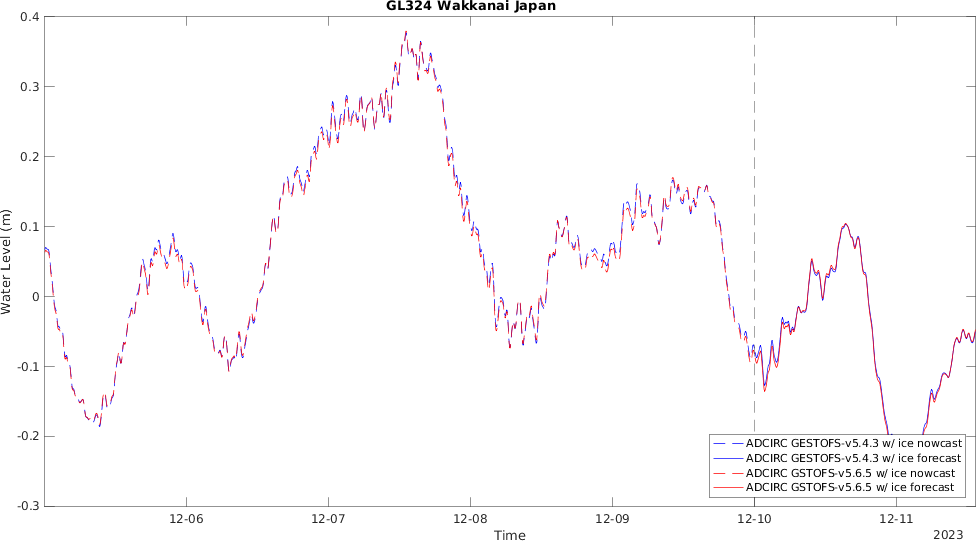 GL324 Wakkanai Japan
0.4
0.3
0.2
0.1
0
-0.1
-0.2
-0.3
Water Level (m)
ADCIRC GESTOFS-v5.4.3 w/ ice nowcast
ADCIRC GESTOFS-v5.4.3 w/ ice forecast
ADCIRC GSTOFS-v5.6.5 w/ ice nowcast
ADCIRC GSTOFS-v5.6.5 w/ ice forecast
12-06 12-07 12-08 12-09 12-10 12-11
Time
2023